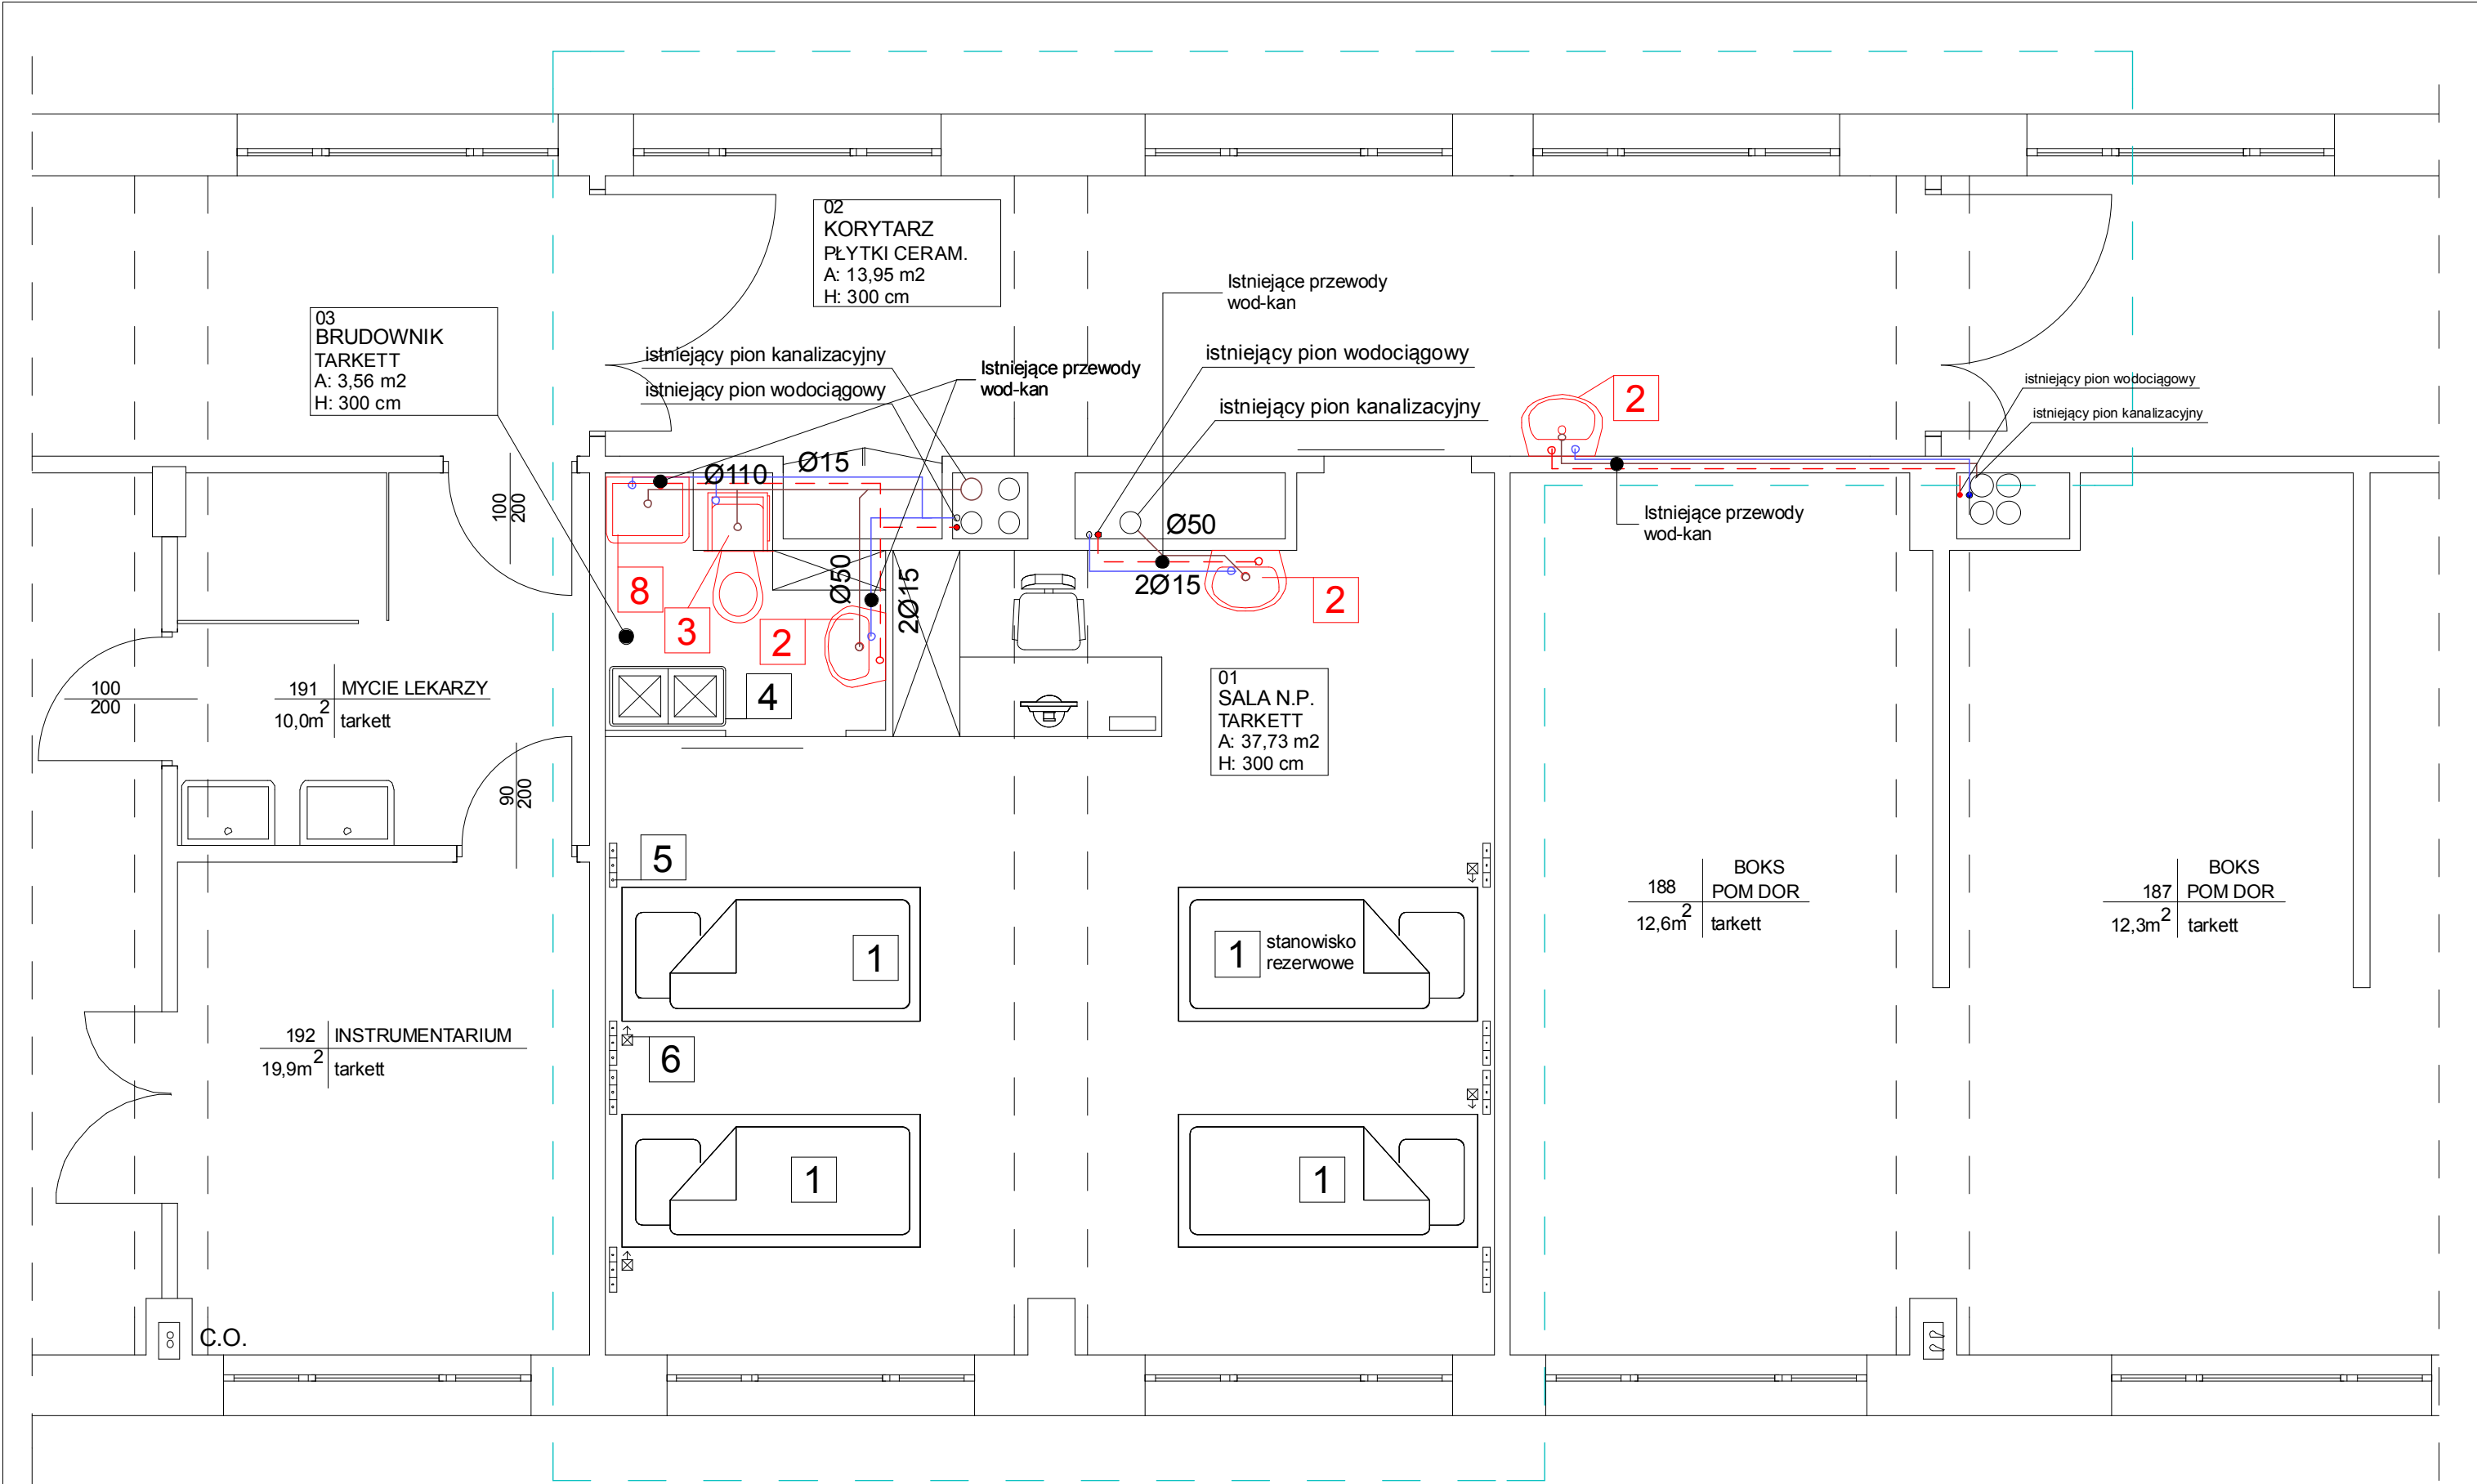 02
KORYTARZ
PŁYTKI CERAM.
A: 13,95 m2
H: 300 cm
03
BRUDOWNIK
TARKETT
A: 3,56 m2
H: 300 cm
istniejący pion kanalizacyjny
istniejący pion wodociągowy
Istniejące przewody
wod-kan
Istniejące przewody
wod-kan
istniejący pion wodociągowy
istniejący pion kanalizacyjny
2
istniejący pion wodociągowy
istniejący pion kanalizacyjny
Istniejące przewody
wod-kan
100
200
Ø110
Ø15
Ø50
2Ø15
Ø50
2Ø15
8
3
2
2
4
100
200
191 MYCIE LEKARZY
10,0m2 tarkett
01
SALA N.P.
TARKETT
A: 37,73 m2
H: 300 cm
90
200
5
1
1
stanowisko
rezerwowe
188 BOKS
POM DOR
12,6m2 tarkett
187 BOKS
POM DOR
12,3m2 tarkett
192 INSTRUMENTARIUM
19,9m2 tarkett
6
1
1
C.O.